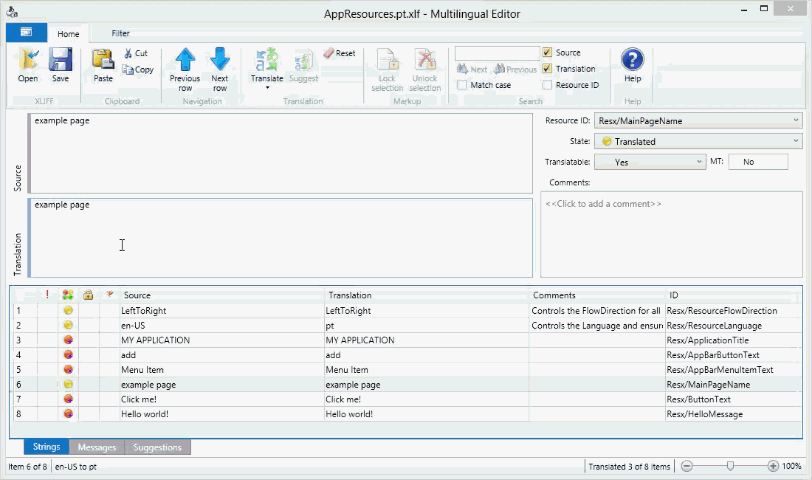 AppResources.pt.xlf - Multilingual Editor
Home Filter
Open Save
XLIFF
Paste Cut Copy
Clipboard
Previous row Next row
Navigation
Translate Suggest Reset
Translation
Lock selection Unlock selection
Markup
Next Previous
Match case
Source
Translation
Resource ID
Search
Help
Help
Source
example page
Translation
example page
Resource ID: Resx/MainPageName
State: Translated
Translatable: Yes MT: No
Comments:
<<Click to add a comment>>
! Source Translation Comments ID
1 LeftToRight LeftToRight Controls the FlowDirection for all Resx/ResourceFlowDirection
2 en-US pt Controls the Language and ensure Resx/ResourceLanguage
3 MY APPLICATION MY APPLICATION Resx/ApplicationTitle
4 add add Resx/AppBarButtonText
5 Menu Item Menu Item Resx/AppBarMenuItemText
6 example page example page Resx/MainPageName
7 Click me! Click me! Resx/ButtonText
8 Hello world! Hello world! Resx/HelloMessage
Strings Messages Suggestions
Item 6 of 8 en-US to pt Translated 3 of 8 items 100%